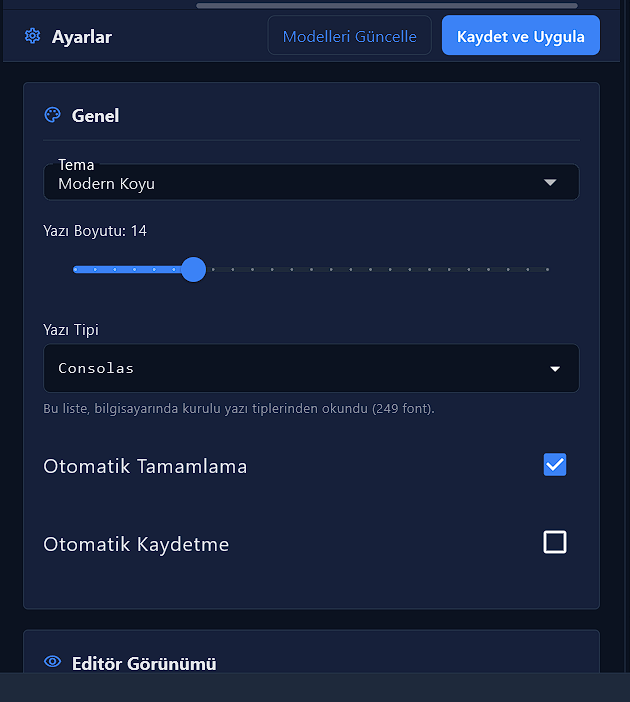 Ayarlar
Modelleri Güncelle
Kaydet ve Uygula
Genel
Tema
Modern Koyu
Yazı Boyutu: 14
Yazı Tipi
Consolas
Bu liste, bilgisayarında kurulu yazı tiplerinden okundu (249 font).
Otomatik Tamamlama
Otomatik Kaydetme
Editör Görünümü